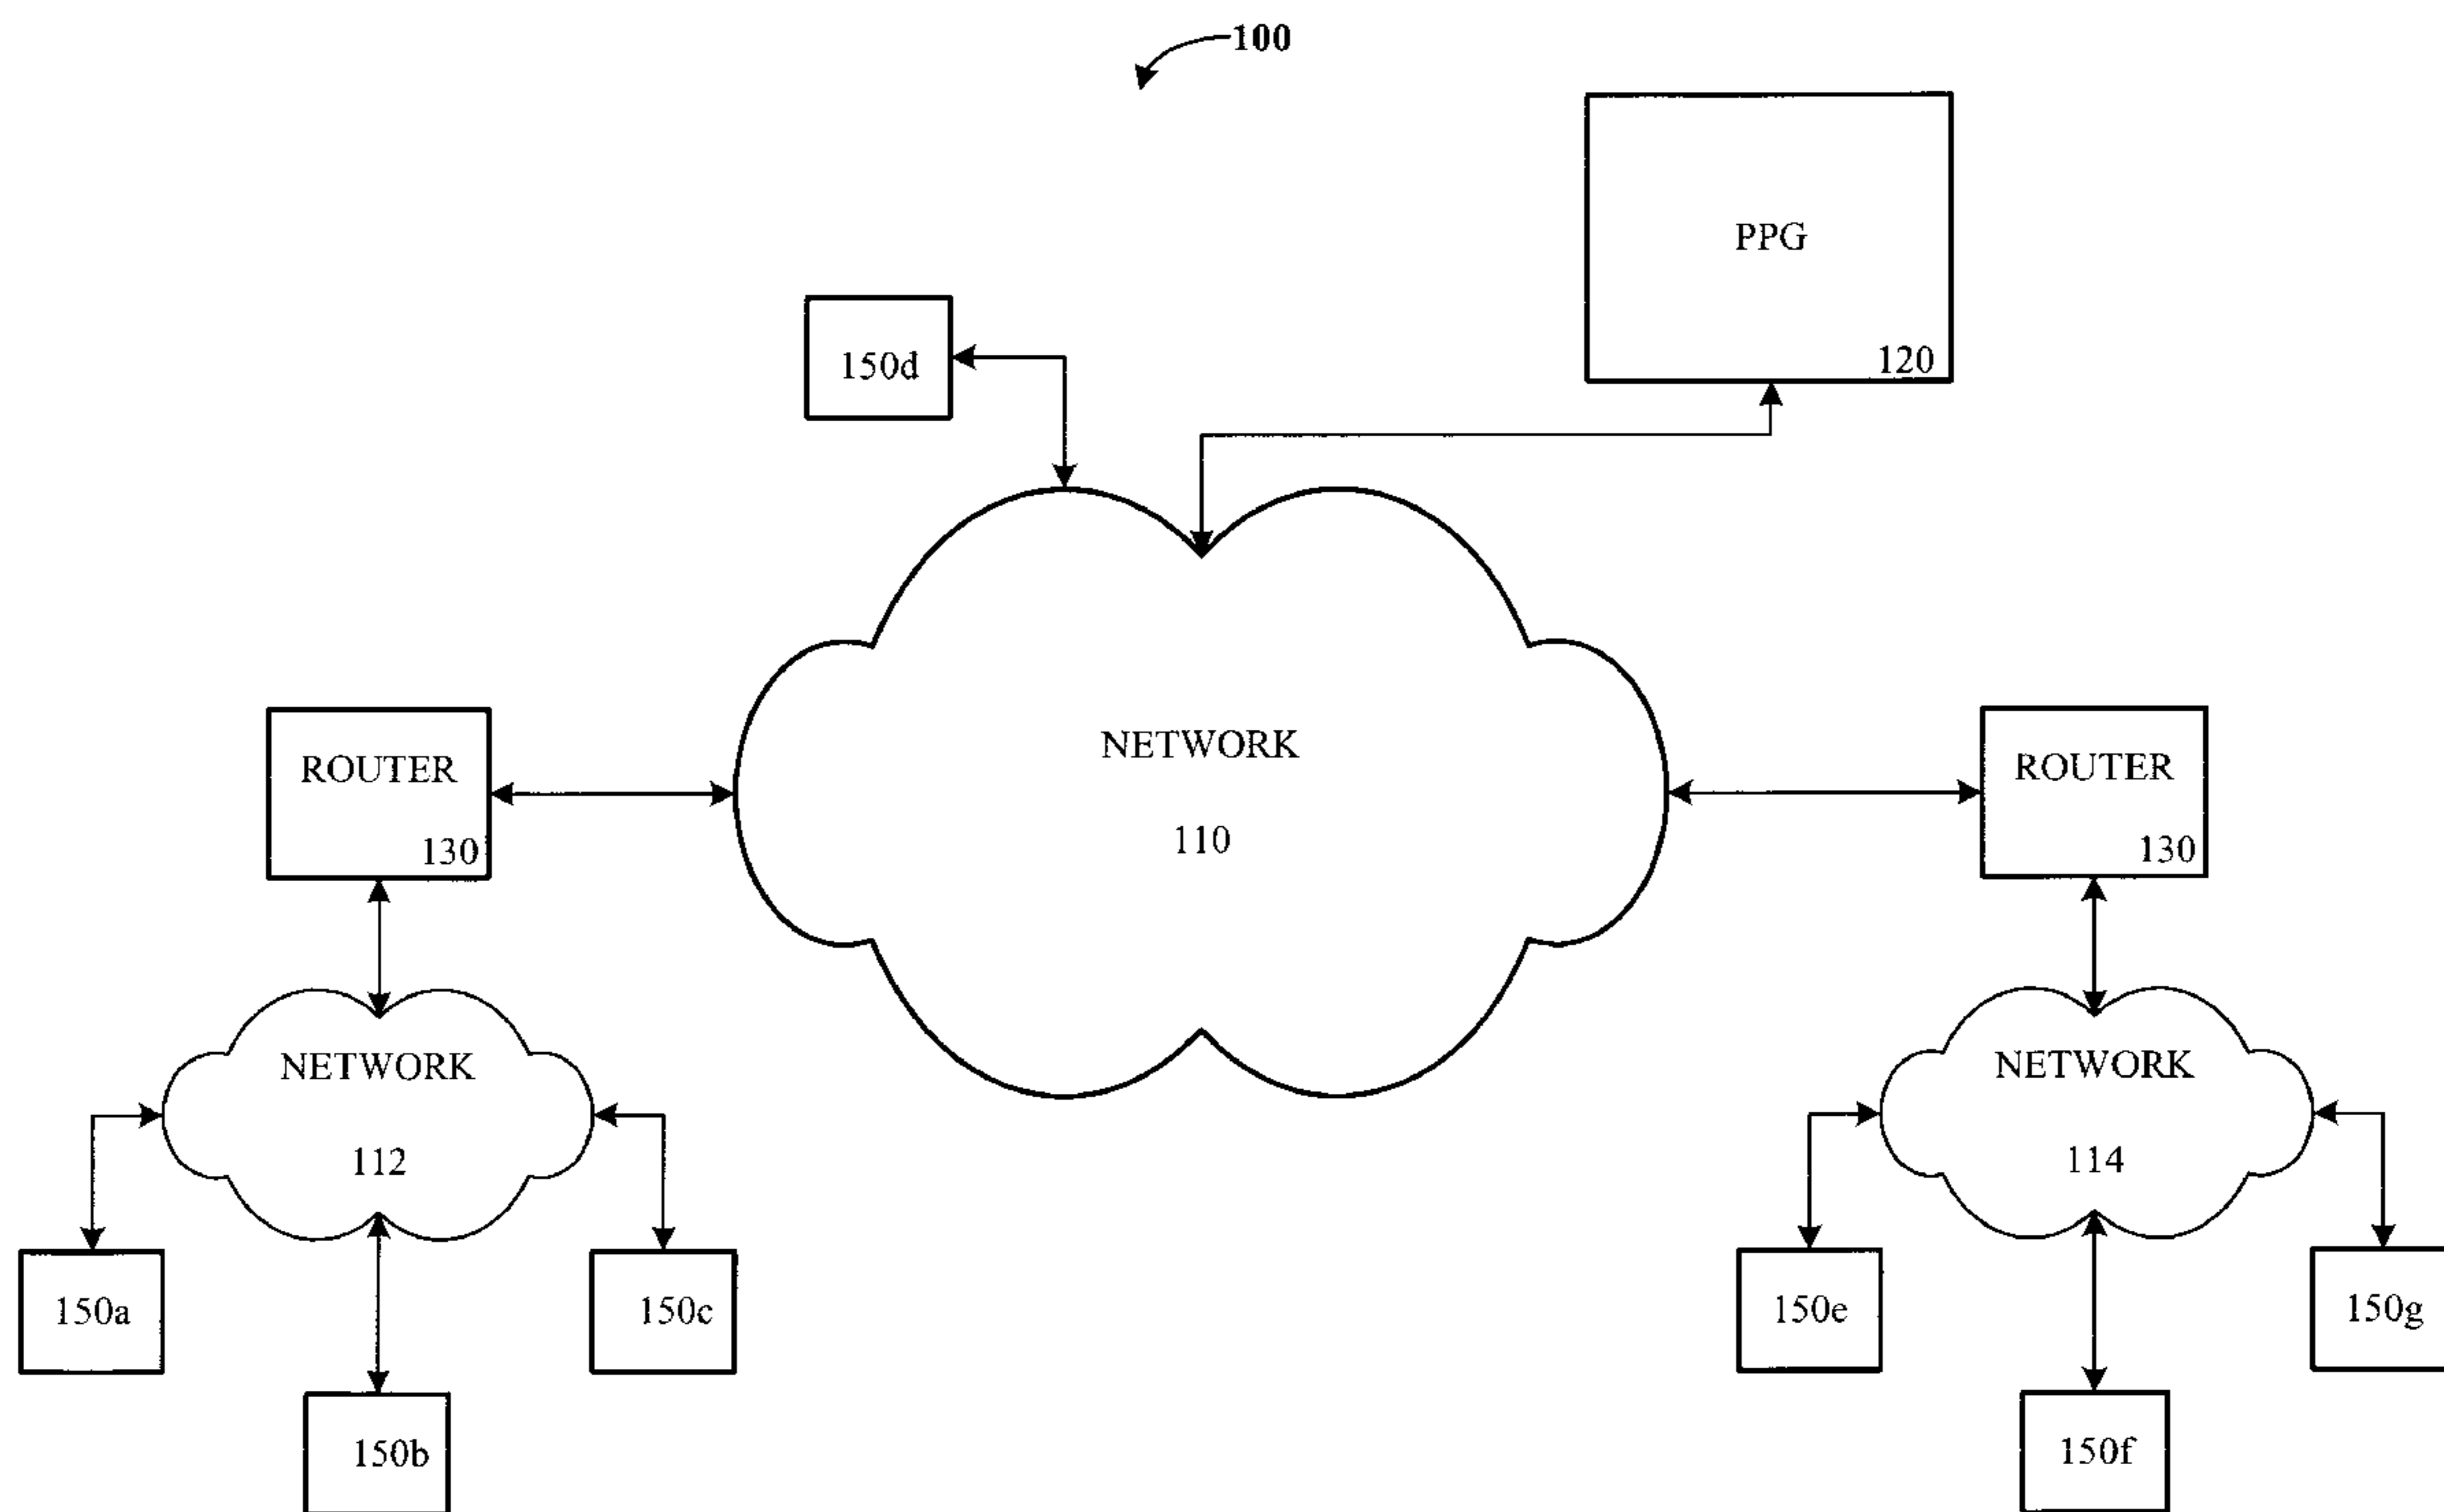 100
PPG
120
150d
NETWORK
110
ROUTER
130
ROUTER
130
NETWORK
112
NETWORK
114
150a
150c
150b
150e
150g
150f